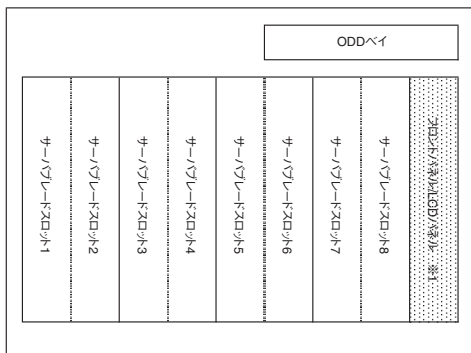 ODDベイ
サーバブレードスロット1
サーバブレードスロット2
サーバブレードスロット3
サーバブレードスロット4
サーバブレードスロット5
サーバブレードスロット6
サーバブレードスロット7
サーバブレードスロット8
フロントパネル/LCDパネル　※1